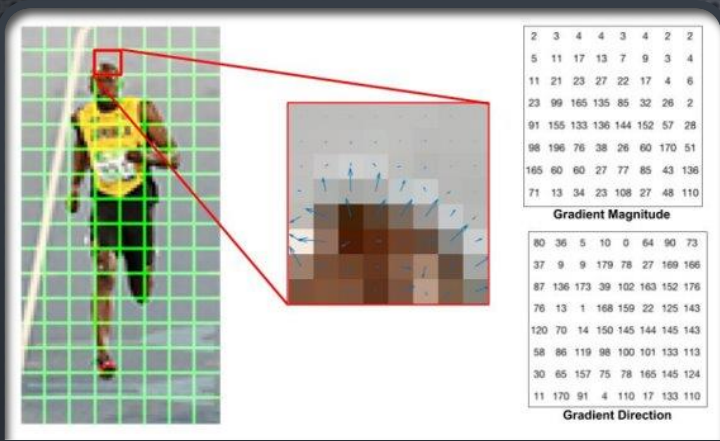 2 3 4 4 3 4 2 2
5 11 17 13 7 9 3 4
11 21 23 27 22 17 4 6
23 99 165 135 85 32 26 2
91 155 133 136 144 152 57 28
98 196 76 38 26 60 170 51
165 60 60 27 77 85 43 136
71 13 34 23 108 27 48 110
Gradient Magnitude
80 36 5 10 0 64 90 73
37 9 9 179 78 27 169 166
87 136 173 39 102 163 152 176
76 13 1 168 159 22 125 143
120 70 14 150 145 144 145 143
58 86 119 98 100 101 133 113
30 65 157 75 78 165 145 124
11 170 91 4 110 17 133 110
Gradient Direction